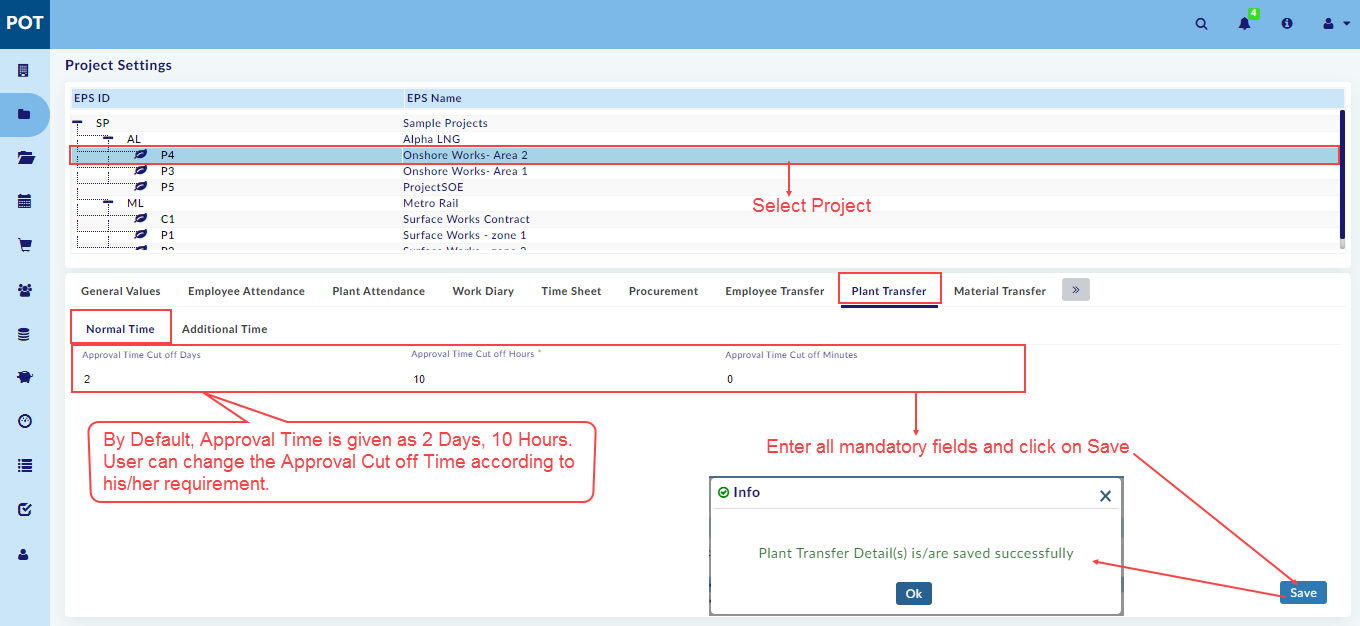 POT
4
Project Settings
EPS ID EPS Name
SP Sample Projects
AL Alpha LNG
P4 Onshore Works- Area 2
P3 Onshore Works- Area 1
P5 ProjectSOE
ML Metro Rail
Select Project
C1 Surface Works Contract
P1 Surface Works - zone 1
P2 Surface Works - zone 2
General Values Employee Attendance Plant Attendance Work Diary Time Sheet Procurement Employee Transfer Plant Transfer Material Transfer »
Normal Time Additional Time
Approval Time Cut off Days Approval Time Cut off Hours * Approval Time Cut off Minutes
2 10 0
By Default, Approval Time is given as 2 Days, 10 Hours.
User can change the Approval Cut off Time according to
his/her requirement.
Enter all mandatory fields and click on Save
Info
Plant Transfer Detail(s) is/are saved successfully
Ok
Save